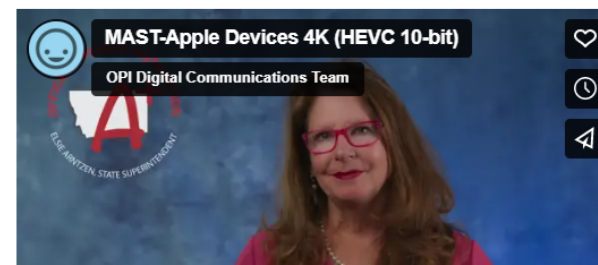 MAST-Apple Devices 4K (HEVC 10-bit)
OPI Digital Communications Team
ELSIE ARNTZEN, STATE SUPERINTENDENT